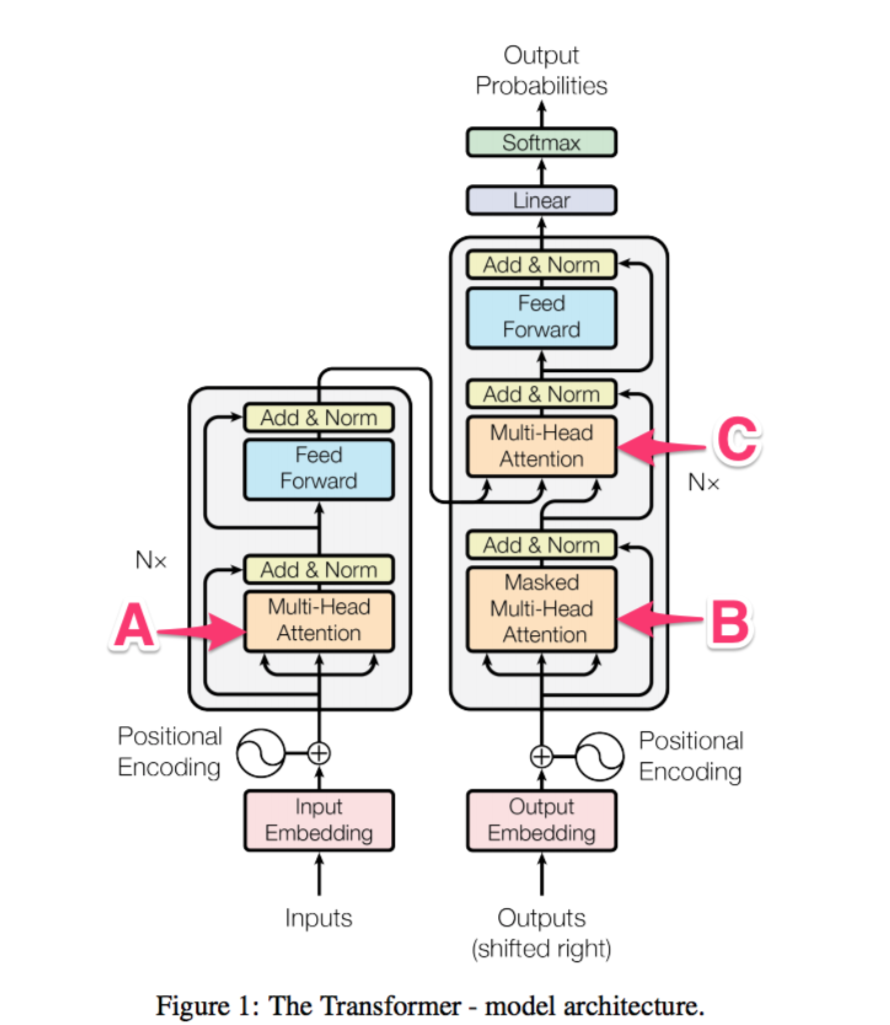 Output
Probabilities
Softmax
Linear
Add & Norm
Feed
Forward
Add & Norm
Multi-Head
Attention
C
Nx
Add & Norm
Masked
Multi-Head
Attention
B
Add & Norm
Feed
Forward
Nx
Add & Norm
Multi-Head
Attention
A
Positional
Encoding
Positional
Encoding
Input
Embedding
Output
Embedding
Inputs
Outputs
(shifted right)
Figure 1: The Transformer - model architecture.